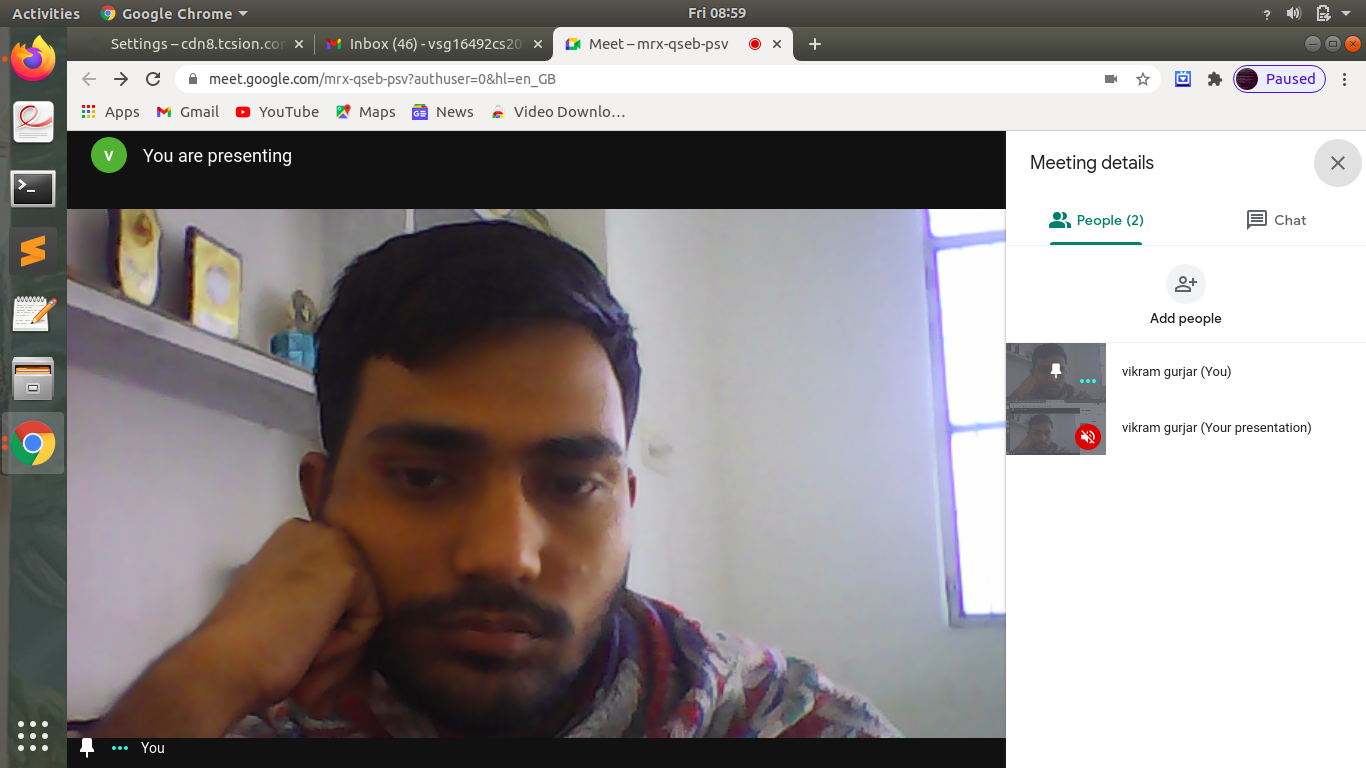 Activities Google Chrome Fri 08:59 ?
Settings – cdn8.tcsion.con Inbox (46) - vsg16492cs20 Meet – mrx-qseb-psv
meet.google.com/mrx-qseb-psv?authuser=0&hl=en_GB Paused
Apps Gmail YouTube Maps News Video Downlo…
V You are presenting
Meeting details
People (2) Chat
Add people
vikram gurjar (You)
vikram gurjar (Your presentation)
You